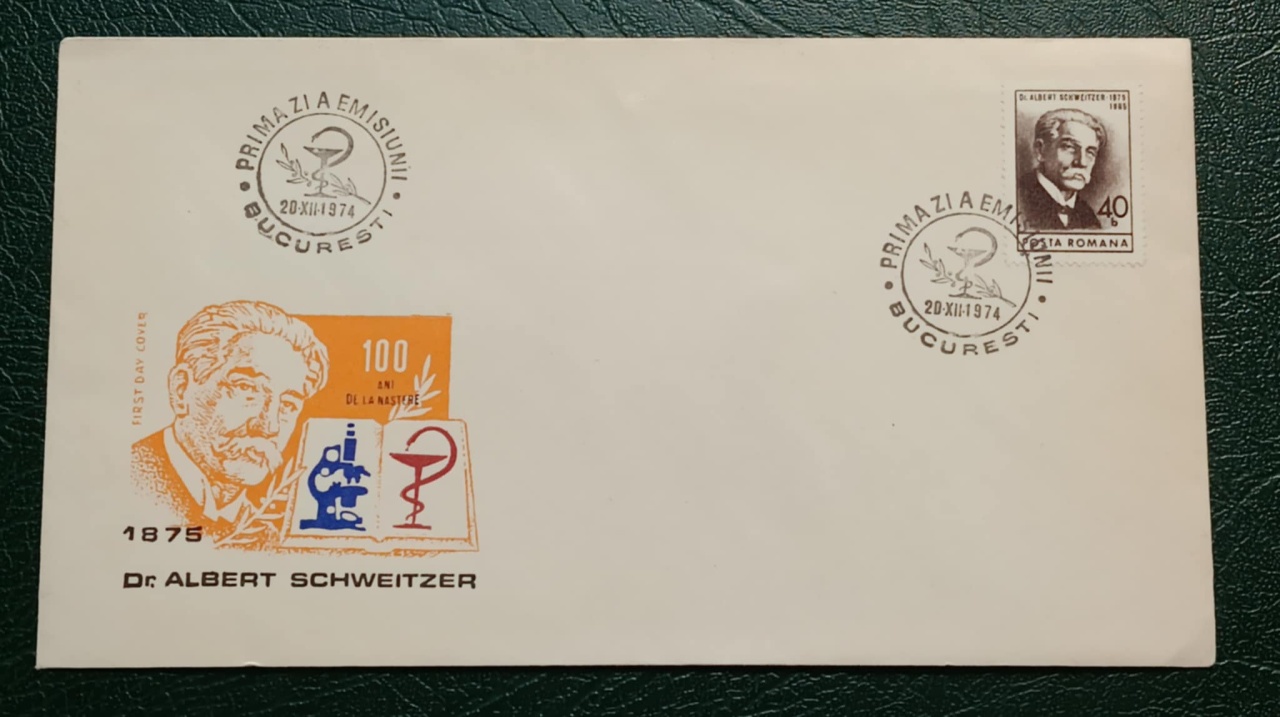 PRIMA ZI A EMISIUNII
20·XII·1974
BUCURESTI
Dr. ALBERT SCHWEITZER·1875
1965
40
b
POSTA ROMANA
PRIMA ZI A EMISIUNII
20·XII·1974
BUCURESTI
FIRST DAY COVER
100
ANI
DE LA NASTERE
1875
Dr. ALBERT SCHWEITZER